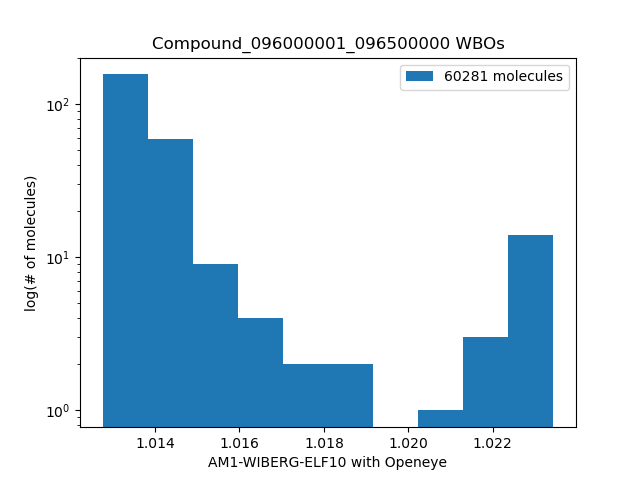 Compound_096000001_096500000 WBOs
60281 molecules
log(# of molecules)
10²
10¹
10⁰
1.014 1.016 1.018 1.020 1.022
AM1-WIBERG-ELF10 with Openeye